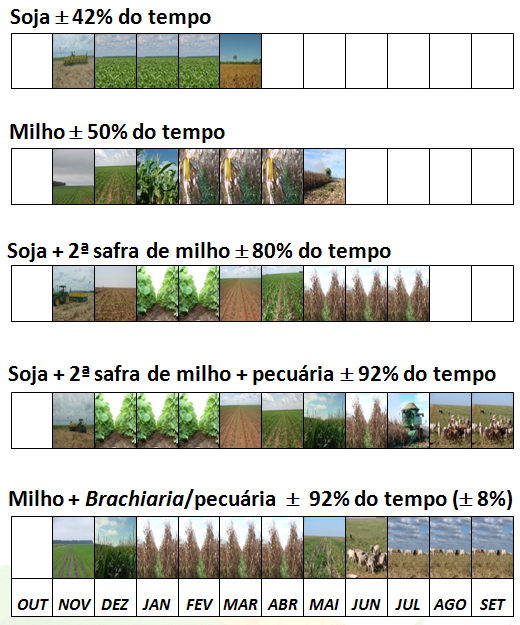 Soja ± 42% do tempo
Milho ± 50% do tempo
Soja + 2ª safra de milho ± 80% do tempo
Soja + 2ª safra de milho + pecuária ± 92% do tempo
Milho + Brachiaria/pecuária ± 92% do tempo (± 8%)
OUT NOV DEZ JAN FEV MAR ABR MAI JUN JUL AGO SET